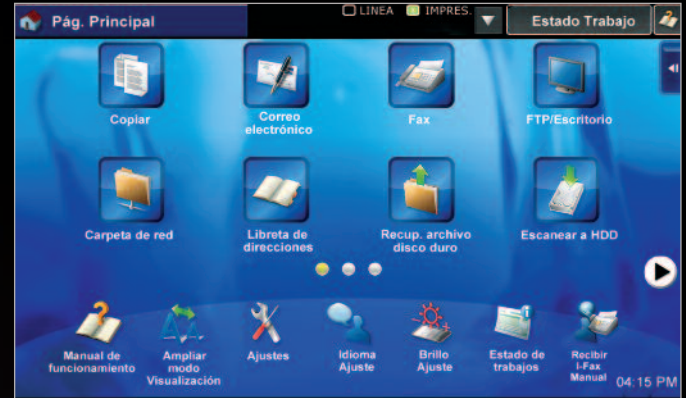 Pág. Principal
LINEA
IMPRES.
Estado Trabajo
Copiar
Correo
electrónico
Fax
FTP/Escritorio
Carpeta de red
Libreta de
direcciones
Recup. archivo
disco duro
Escanear a HDD
Manual de
funcionamiento
Ampliar
modo
Visualización
Ajustes
Idioma
Ajuste
Brillo
Ajuste
Estado de
trabajos
Recibir
I-Fax
Manual
04:15 PM